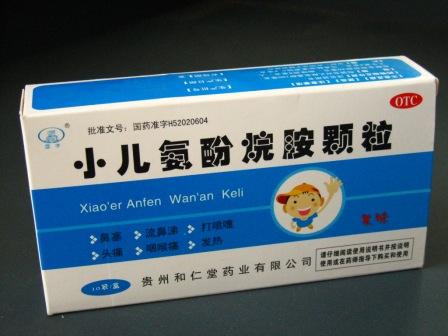 OTC
批准文号：国药准字H52020604
小儿氨酚烷胺颗粒
Xiao'er Anfen Wan'an Keli
鼻塞 流鼻涕 打喷嚏
头痛 咽喉痛 发热
请仔细阅读使用说明书并按说明
使用或在药师指导下购买和使用
10袋/盒
贵州和仁堂药业有限公司